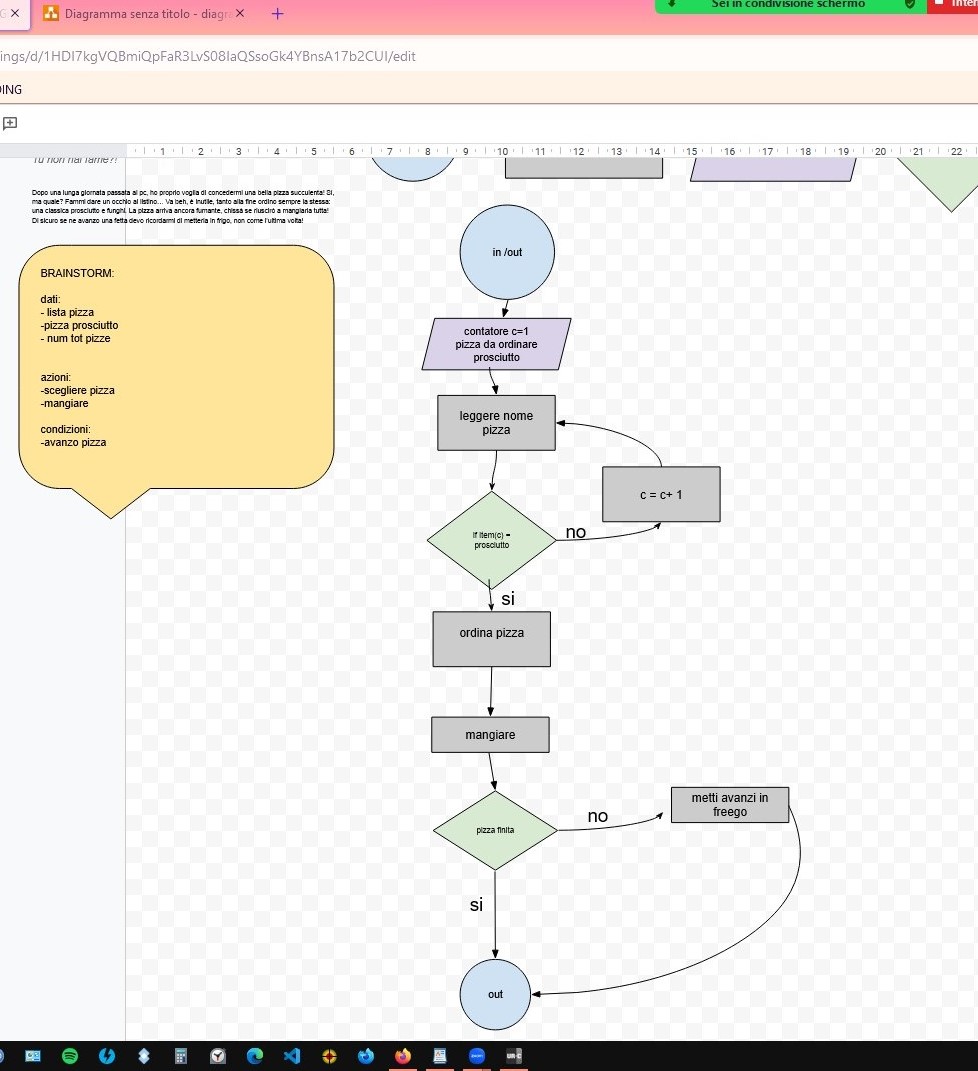 Diagramma senza titolo - diagr
Sei in condivisione schermo
ings/d/1HDI7kgVQBmiQpFaR3LvS08IaQSsoGk4YBnsA17b2CUI/edit
1 2 3 4 5 6 7 8 9 10 11 12 13 14 15 16 17 18 19 20 21 22
Tu non hai fame?!
Dopo una lunga giornata passata al pc, ho proprio voglia di concedermi una bella pizza succulenta! Si,
ma quale? Fammi dare un occhio al listino... Va beh, è inutile, tanto alla fine ordino sempre la stessa:
una classica prosciutto e funghi. La pizza arriva ancora fumante, chissà se riuscirò a mangiarla tutta!
Di sicuro se ne avanzo una fetta devo ricordarmi di metterla in frigo, non come l'ultima volta!
BRAINSTORM:
dati:
- lista pizza
-pizza prosciutto
- num tot pizze
azioni:
-scegliere pizza
-mangiare
condizioni:
-avanzo pizza
in /out
contatore c=1
pizza da ordinare
prosciutto
leggere nome
pizza
c = c+ 1
if item(c) =
prosciutto
no
si
ordina pizza
mangiare
pizza finita
no
metti avanzi in
freego
si
out